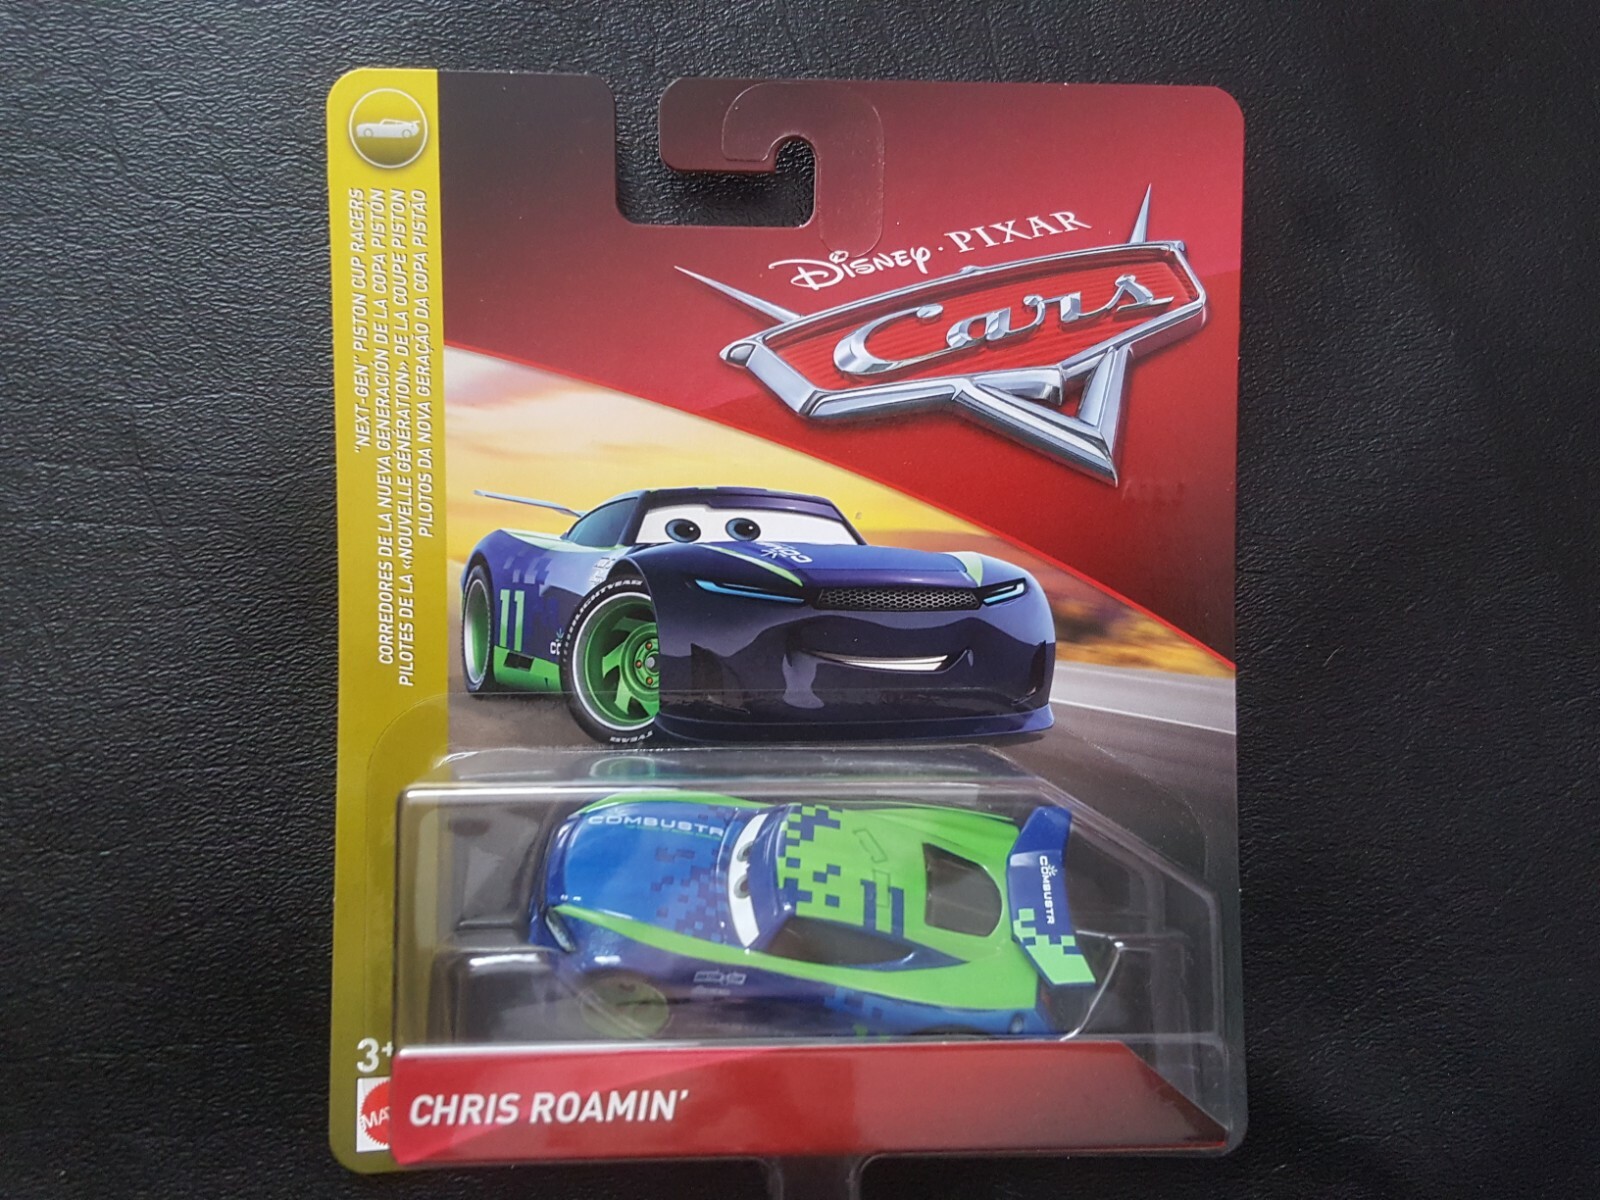 "NEXT-GEN" PISTON CUP RACERS
CORREDORES DE LA NUEVA GENERACIÓN DE LA COPA PISTÓN
PILOTES DE LA «NOUVELLE GÉNÉRATION» DE LA COUPE PISTON
PILOTOS DA NOVA GERAÇÃO DA COPA PISTÃO
DISNEY·PIXAR
Cars
11
COMBUSTR
COMBUSTR
11
3+
MAT
CHRIS ROAMIN'